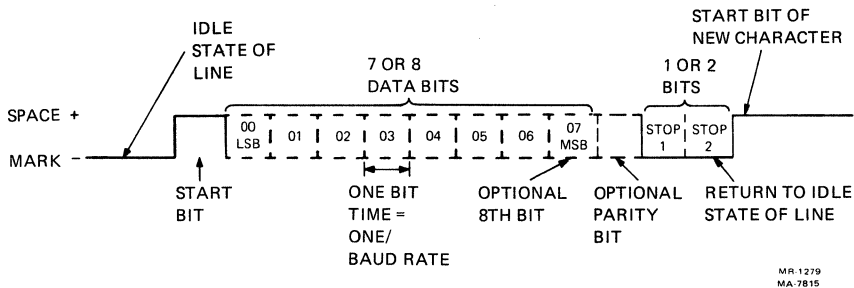 IDLE
STATE OF
LINE
START BIT OF
NEW CHARACTER
7 OR 8
DATA BITS
1 OR 2
BITS
SPACE +
MARK -
00
LSB
01
02
03
04
05
06
07
MSB
STOP
1
STOP
2
START
BIT
ONE BIT
TIME =
ONE/
BAUD RATE
OPTIONAL
8TH BIT
OPTIONAL
PARITY
BIT
RETURN TO IDLE
STATE OF LINE
MR-1279
MA-7815